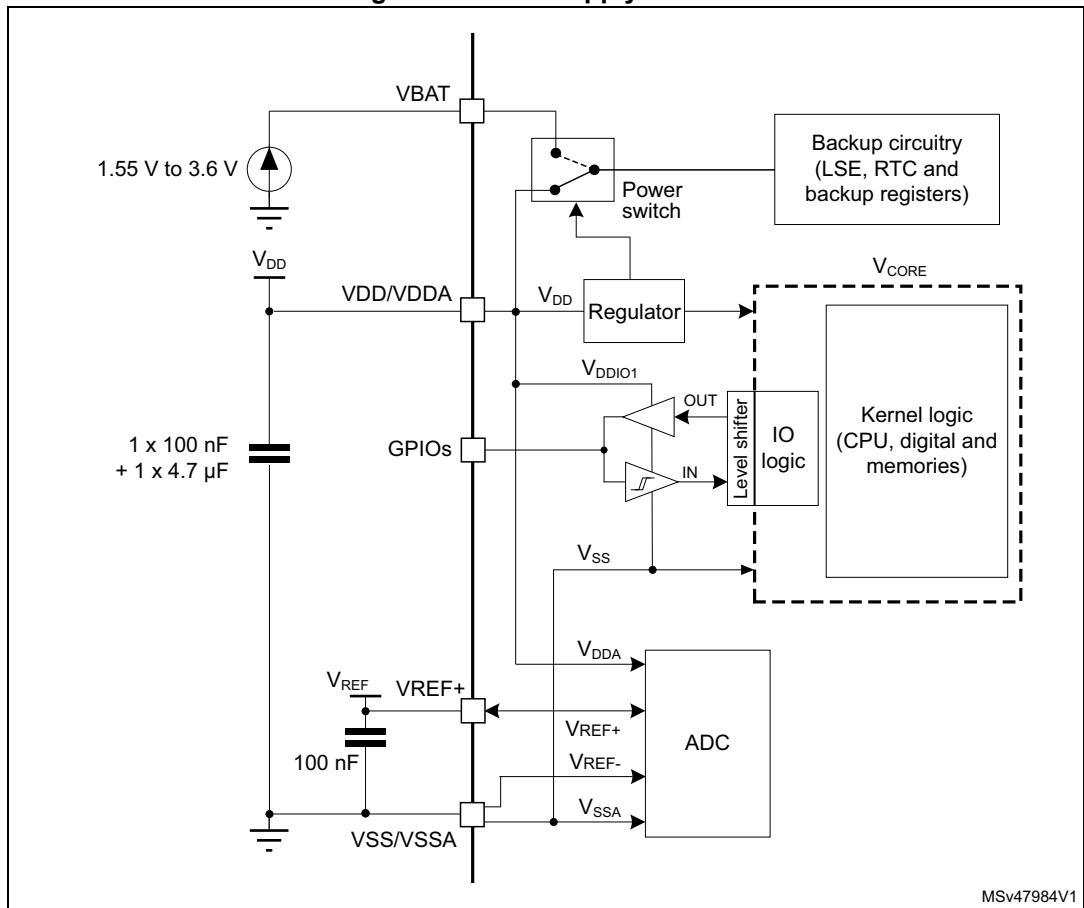 VBAT
1.55 V to 3.6 V
Power
switch
Backup circuitry
(LSE, RTC and
backup registers)
VDD
VDD/VDDA
VDD
Regulator
VCORE
VDDIO1
OUT
GPIOs
IN
Level shifter
IO
logic
Kernel logic
(CPU, digital and
memories)
1 x 100 nF
+ 1 x 4.7 µF
VSS
VDDA
VREF
VREF+
VREF+
ADC
100 nF
VREF-
VSSA
VSS/VSSA
MSv47984V1